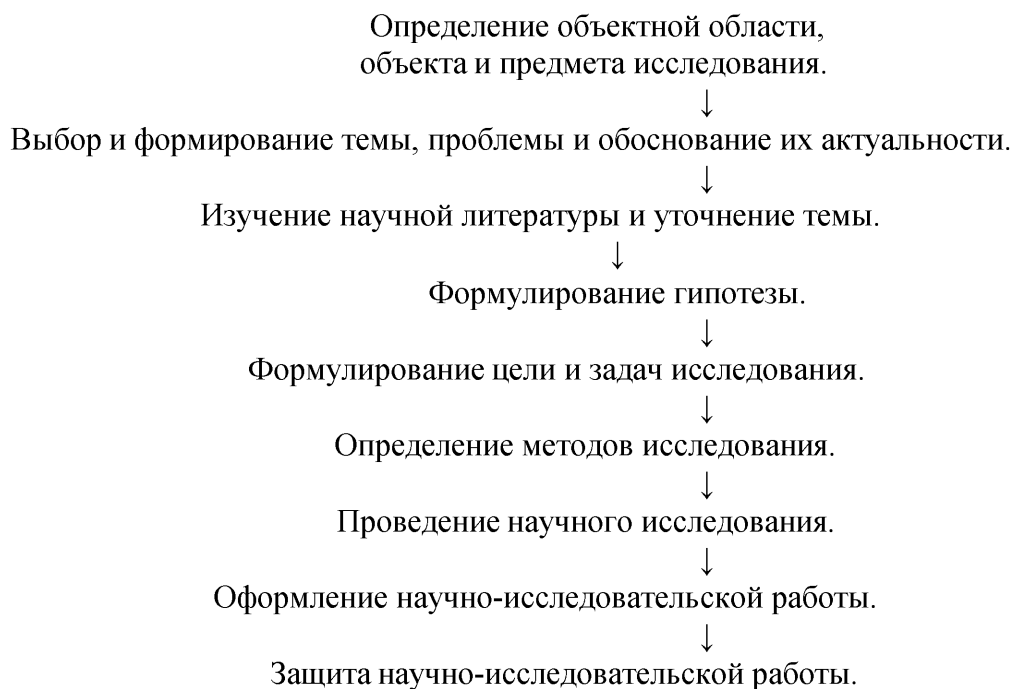 Определение объектной области,
объекта и предмета исследования.
↓
Выбор и формирование темы, проблемы и обоснование их актуальности.
↓
Изучение научной литературы и уточнение темы.
↓
Формулирование гипотезы.
↓
Формулирование цели и задач исследования.
↓
Определение методов исследования.
↓
Проведение научного исследования.
↓
Оформление научно-исследовательской работы.
↓
Защита научно-исследовательской работы.